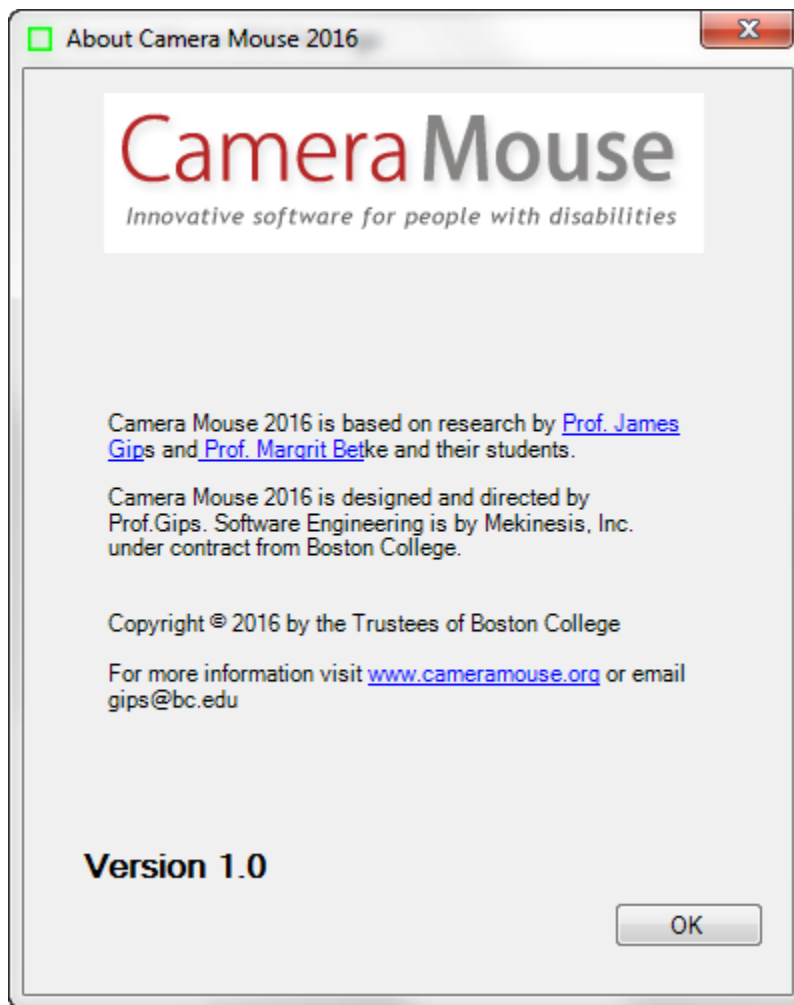 About Camera Mouse 2016
Camera Mouse
Innovative software for people with disabilities
Camera Mouse 2016 is based on research by Prof. James
Gips and Prof. Margrit Betke and their students.
Camera Mouse 2016 is designed and directed by
Prof.Gips. Software Engineering is by Mekinesis, Inc.
under contract from Boston College.
Copyright © 2016 by the Trustees of Boston College
For more information visit www.cameramouse.org or email
gips@bc.edu
Version 1.0
OK